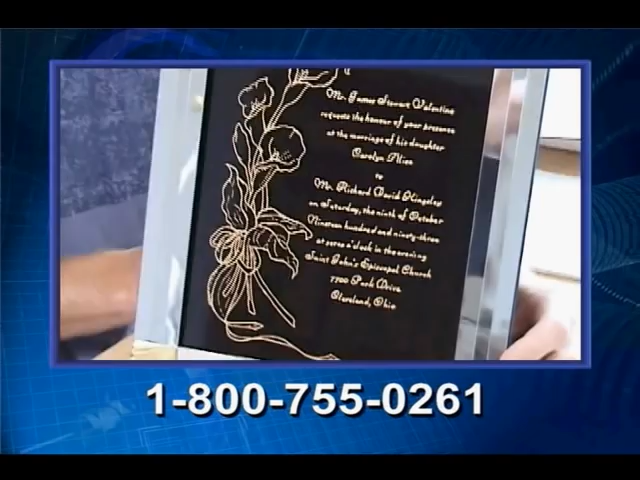 Mr. James Stewart Valentine
requests the honour of your presence
at the marriage of his daughter
Carolyn Allen
to
Mr. Richard David Kingsley
on Saturday, the ninth of October
Nineteen hundred and ninety-three
at seven o'clock in the evening
Saint John's Episcopal Church
7700 Park Drive
Cleveland, Ohio
1-800-755-0261